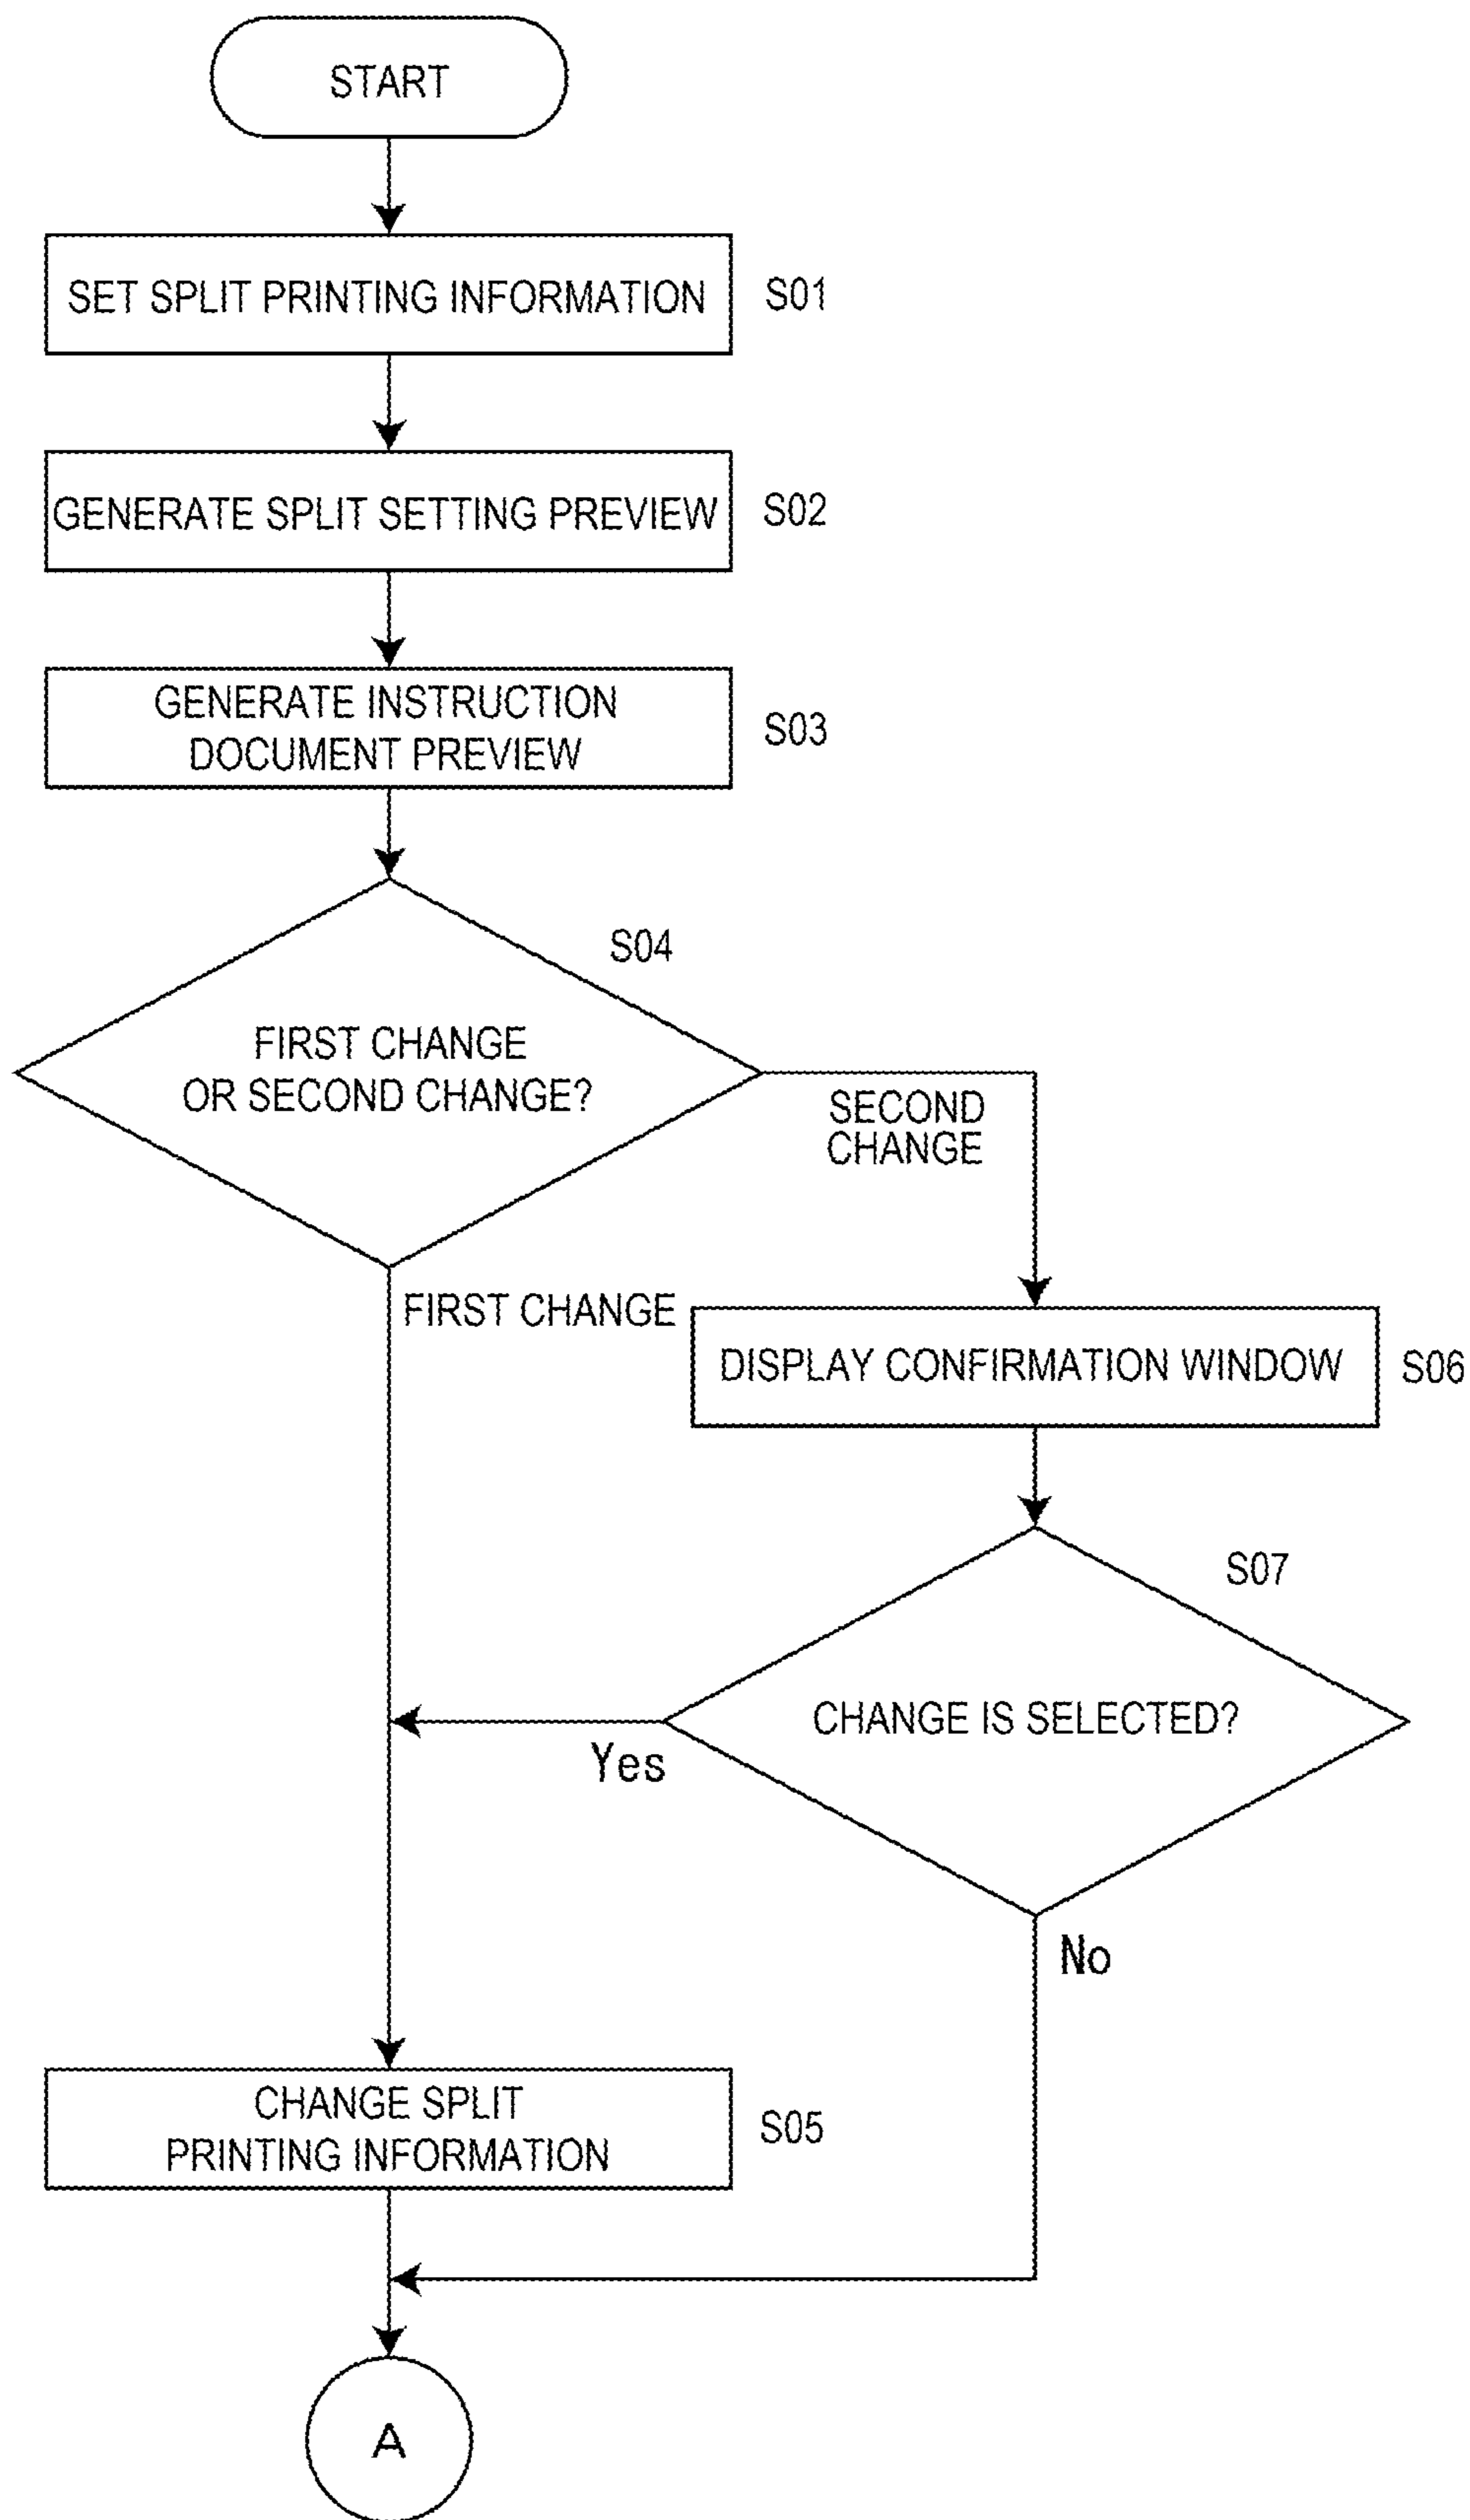 START
SET SPLIT PRINTING INFORMATION
S01
GENERATE SPLIT SETTING PREVIEW
S02
GENERATE INSTRUCTION
DOCUMENT PREVIEW
S03
S04
FIRST CHANGE
OR SECOND CHANGE?
SECOND
CHANGE
FIRST CHANGE
DISPLAY CONFIRMATION WINDOW
S06
S07
CHANGE IS SELECTED?
Yes
No
CHANGE SPLIT
PRINTING INFORMATION
S05
A